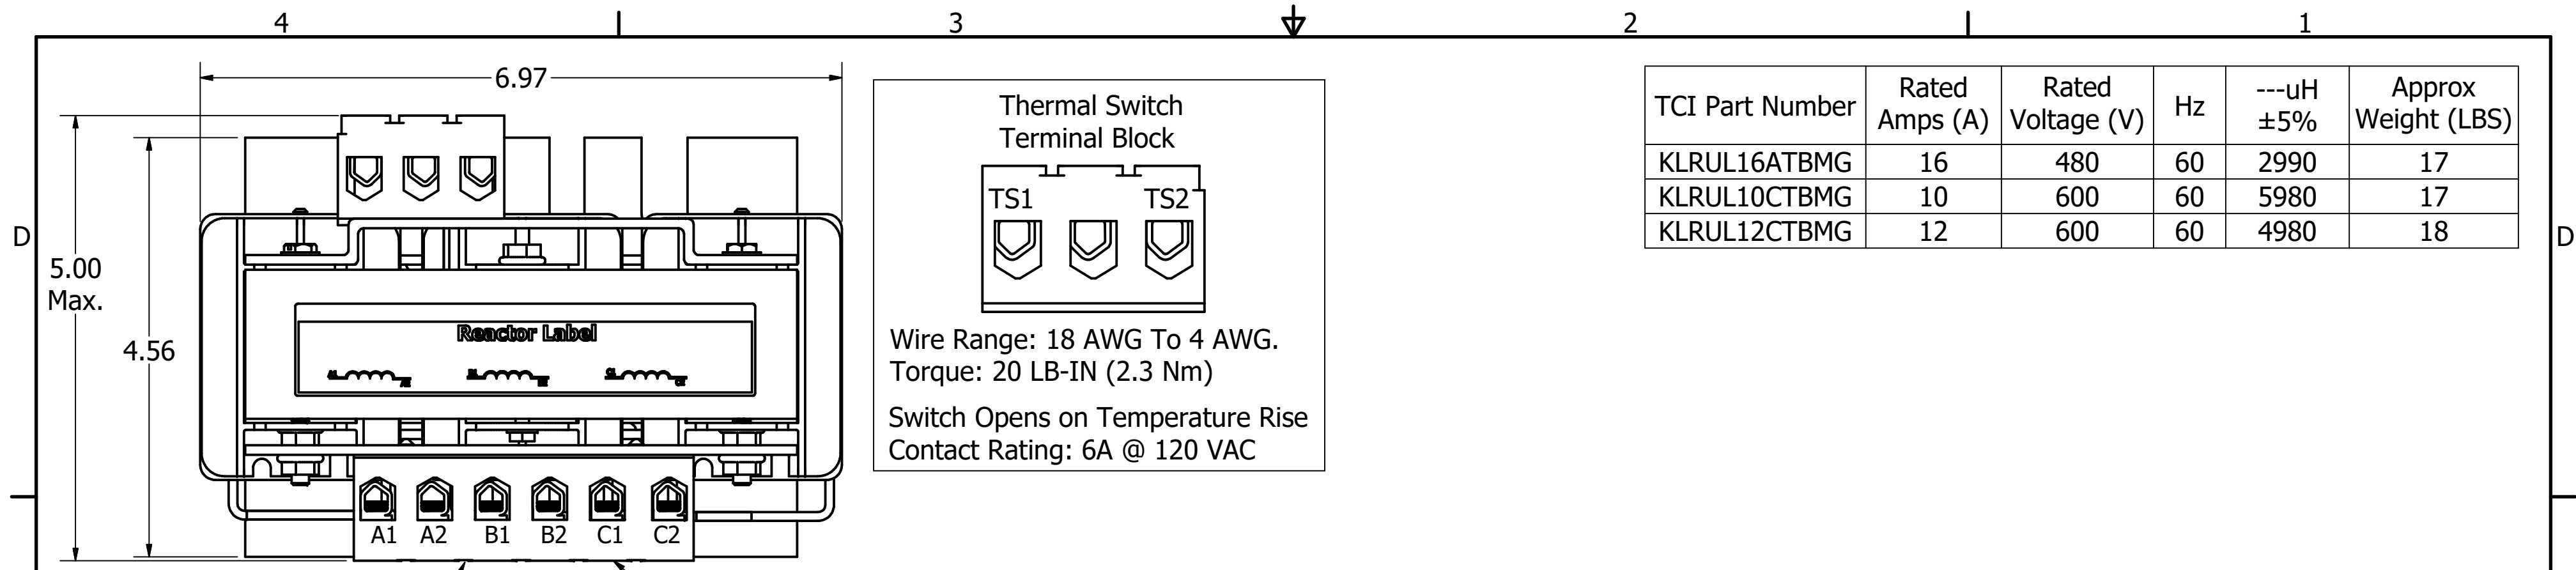 4 3 2 1
6.97
5.00
Max.
4.56
D
Reactor Label
A1 A2 B1 B2 C1 C2
Thermal Switch
Terminal Block
TS1 TS2
Wire Range: 18 AWG To 4 AWG.
Torque: 20 LB-IN (2.3 Nm)
Switch Opens on Temperature Rise
Contact Rating: 6A @ 120 VAC
TCI Part Number Rated Amps (A) Rated Voltage (V) Hz ---uH ±5% Approx Weight (LBS)
KLRUL16ATBMG 16 480 60 2990 17
KLRUL10CTBMG 10 600 60 5980 17
KLRUL12CTBMG 12 600 60 4980 18
D